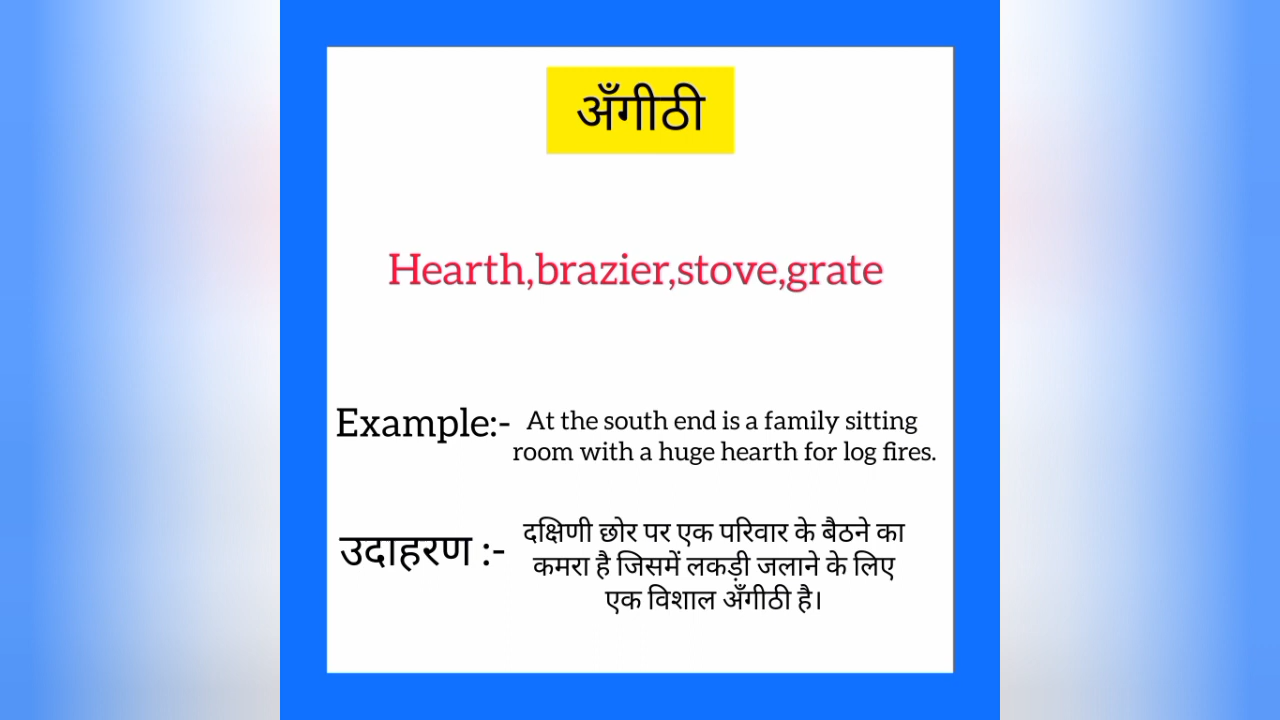 अँगीठी
Hearth,brazier,stove,grate
Example:- At the south end is a family sitting
room with a huge hearth for log fires.
उदाहरण :- दक्षिणी छोर पर एक परिवार के बैठने का
कमरा है जिसमें लकड़ी जलाने के लिए
एक विशाल अँगीठी है।